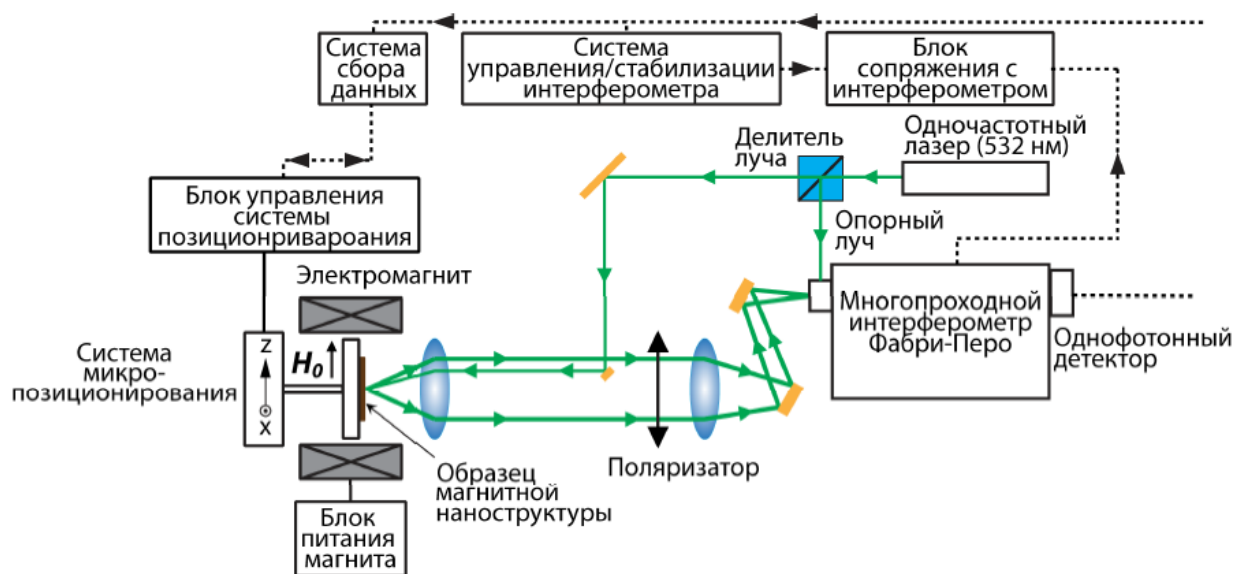 Система
сбора
данных
Система
управления/стабилизации
интерферометра
Блок
сопряжения с
интерферометром
Делитель
луча
Одночастотный
лазер (532 нм)
Блок управления
системы
позиционривароания
Опорный
луч
Электромагнит
Многопроходной
интерферометр
Фабри-Перо
Однофотонный
детектор
Система
микро-
позиционирования
z
x
H₀
Поляризатор
Образец
магнитной
наноструктуры
Блок
питания
магнита